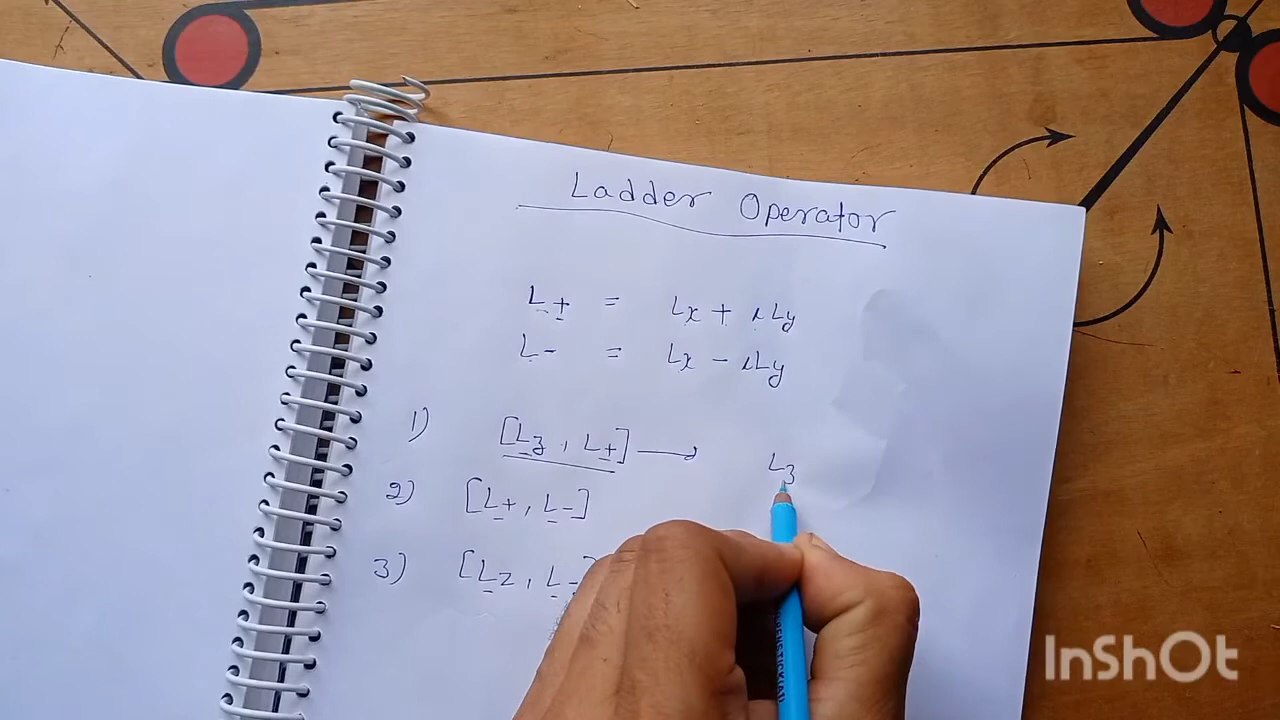 Ladder Operator
L+ = Lx + iLy
L- = Lx - iLy
1) [Lz , L+] → Lz
2) [L+ , L-]
3) [Lz , L-]
InShOt